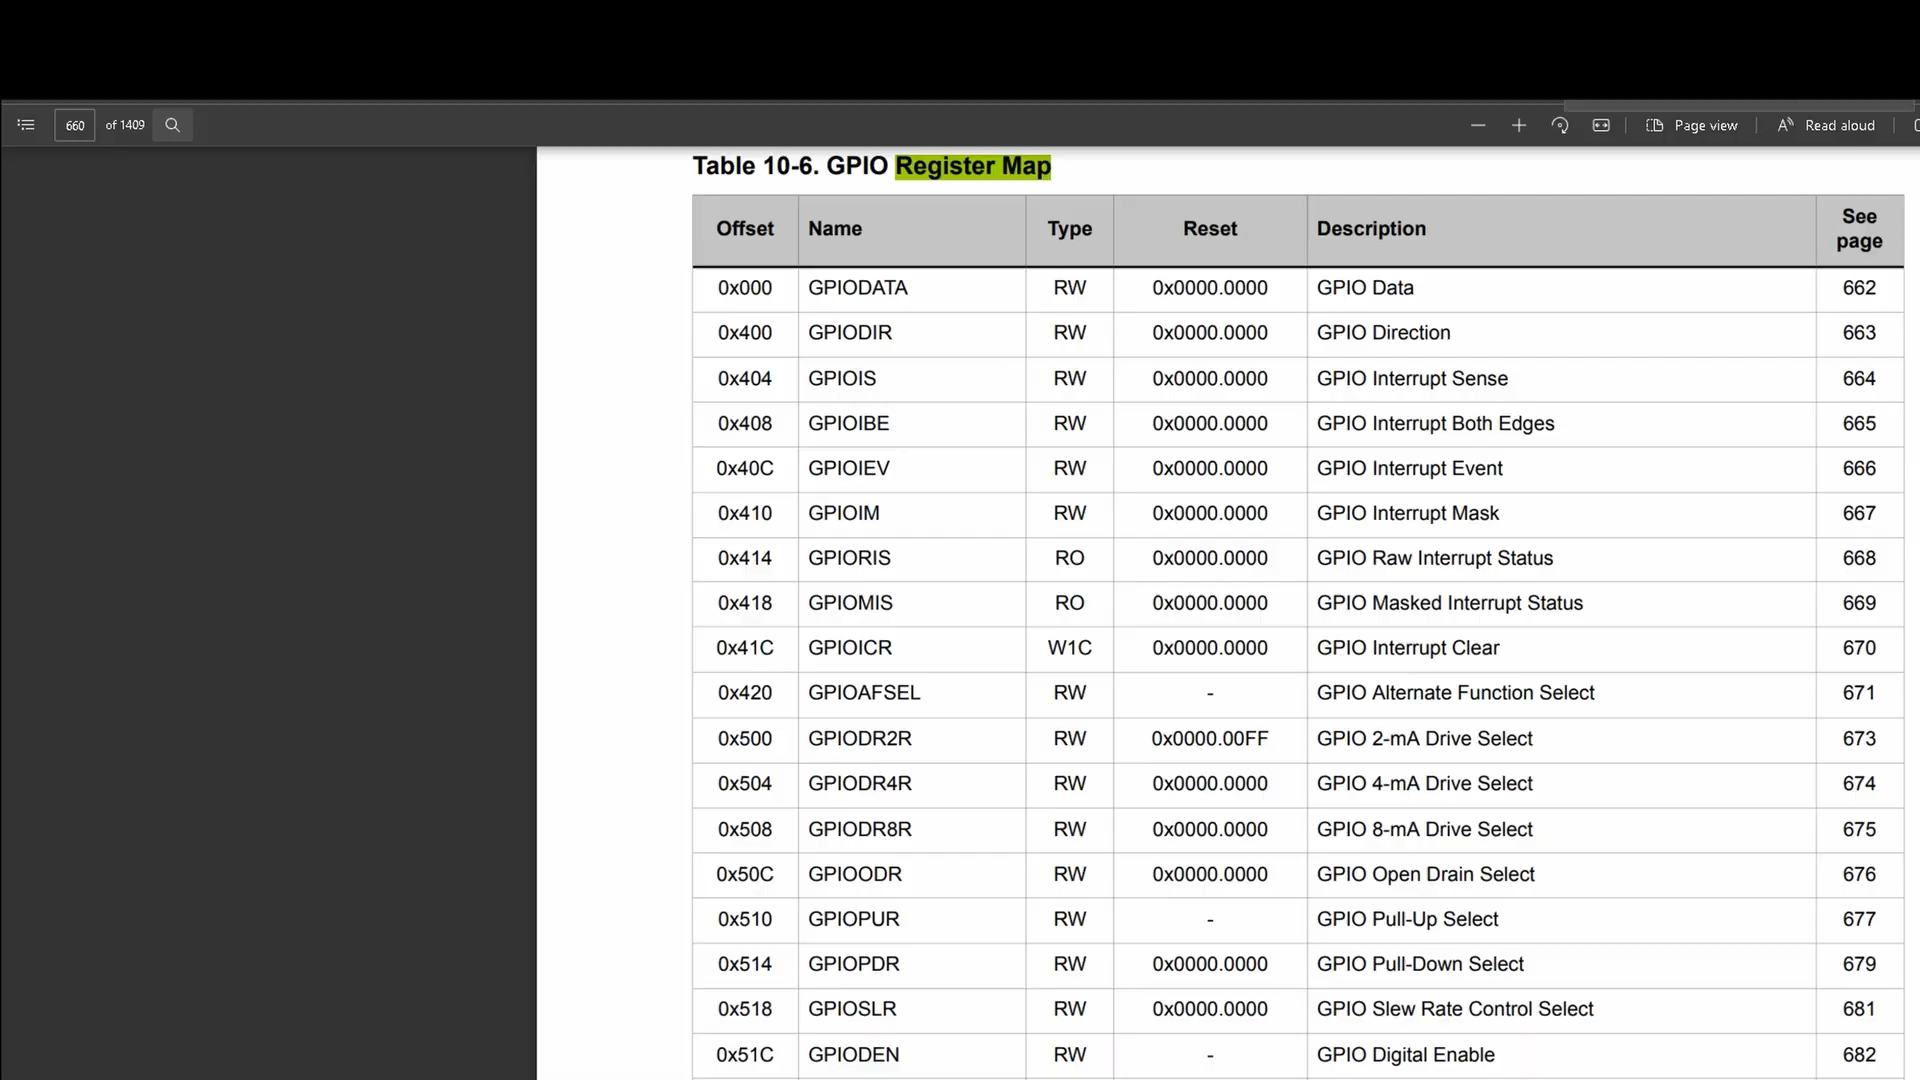 660 of 1409 Page view Read aloud
Table 10-6. GPIO Register Map
Offset Name Type Reset Description See page
0x000 GPIODATA RW 0x0000.0000 GPIO Data 662
0x400 GPIODIR RW 0x0000.0000 GPIO Direction 663
0x404 GPIOIS RW 0x0000.0000 GPIO Interrupt Sense 664
0x408 GPIOIBE RW 0x0000.0000 GPIO Interrupt Both Edges 665
0x40C GPIOIEV RW 0x0000.0000 GPIO Interrupt Event 666
0x410 GPIOIM RW 0x0000.0000 GPIO Interrupt Mask 667
0x414 GPIORIS RO 0x0000.0000 GPIO Raw Interrupt Status 668
0x418 GPIOMIS RO 0x0000.0000 GPIO Masked Interrupt Status 669
0x41C GPIOICR W1C 0x0000.0000 GPIO Interrupt Clear 670
0x420 GPIOAFSEL RW - GPIO Alternate Function Select 671
0x500 GPIODR2R RW 0x0000.00FF GPIO 2-mA Drive Select 673
0x504 GPIODR4R RW 0x0000.0000 GPIO 4-mA Drive Select 674
0x508 GPIODR8R RW 0x0000.0000 GPIO 8-mA Drive Select 675
0x50C GPIOODR RW 0x0000.0000 GPIO Open Drain Select 676
0x510 GPIOPUR RW - GPIO Pull-Up Select 677
0x514 GPIOPDR RW 0x0000.0000 GPIO Pull-Down Select 679
0x518 GPIOSLR RW 0x0000.0000 GPIO Slew Rate Control Select 681
0x51C GPIODEN RW - GPIO Digital Enable 682